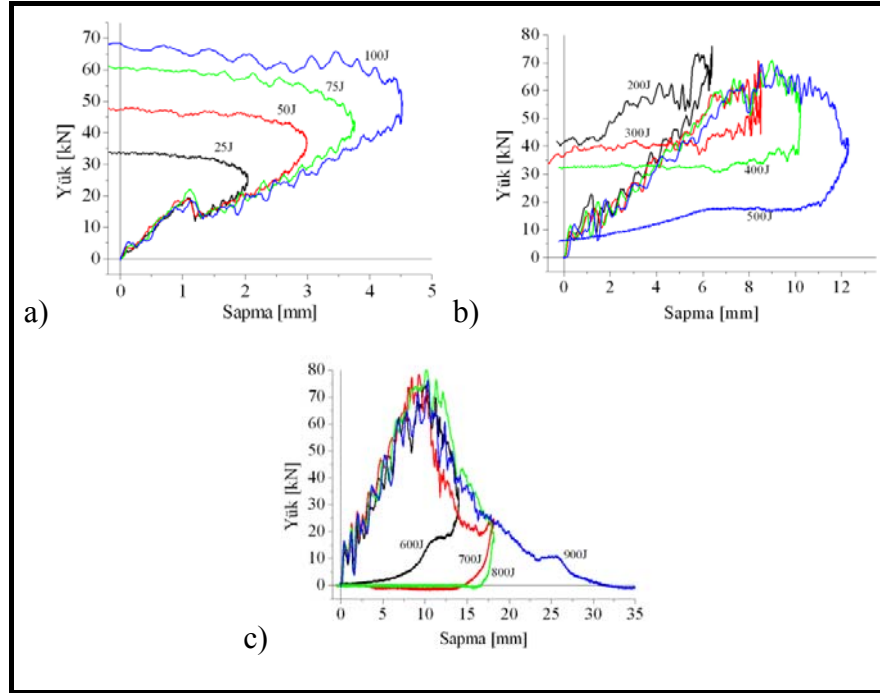 Yük [kN]
70
60
50
40
30
20
10
0
100J
75J
50J
25J
0 1 2 3 4 5
Sapma [mm]
a)
Yük [kN]
80
70
60
50
40
30
20
10
0
200J
300J
400J
500J
0 2 4 6 8 10 12
Sapma [mm]
b)
Yük [kN]
80
70
60
50
40
30
20
10
0
600J
700J
800J
900J
0 5 10 15 20 25 30 35
Sapma [mm]
c)